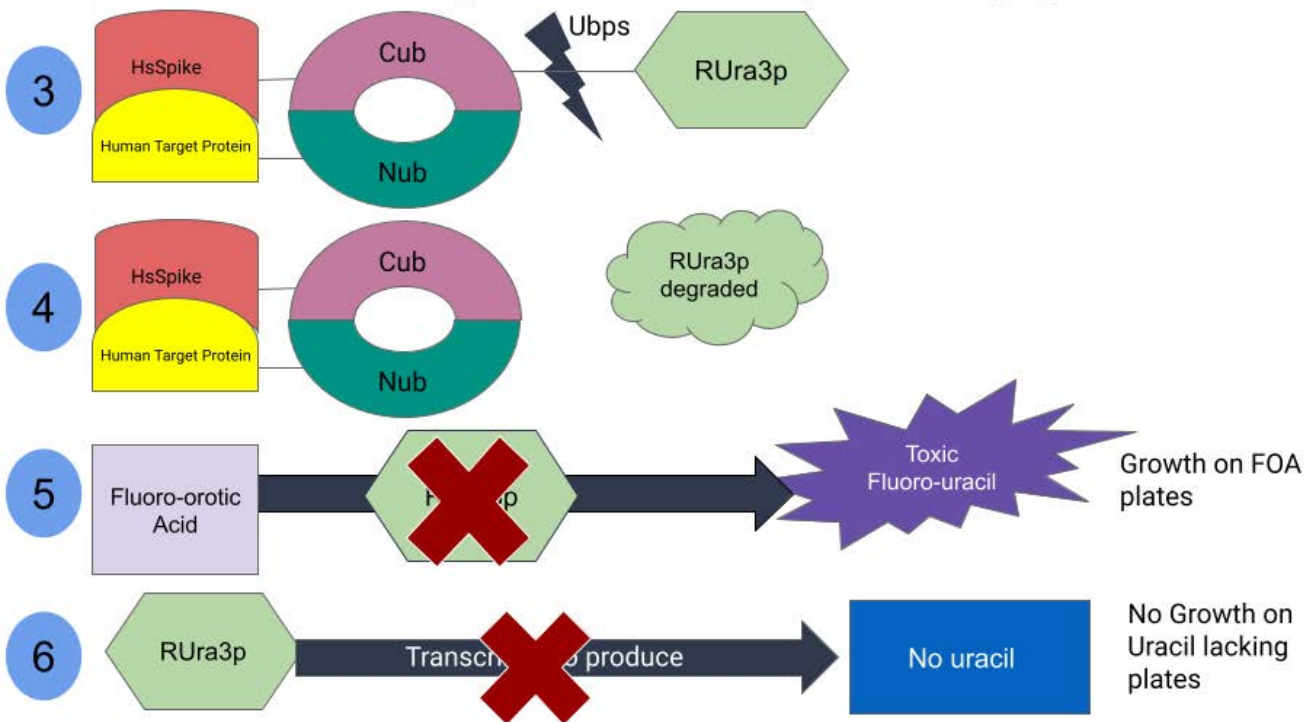 3
HsSpike
Human Target Protein
Cub
Nub
Ubps
RUra3p
4
HsSpike
Human Target Protein
Cub
Nub
RUra3p
degraded
5
Fluoro-orotic
Acid
Toxic
Fluoro-uracil
Growth on FOA
plates
6
RUra3p
produce
No uracil
No Growth on
Uracil lacking
plates